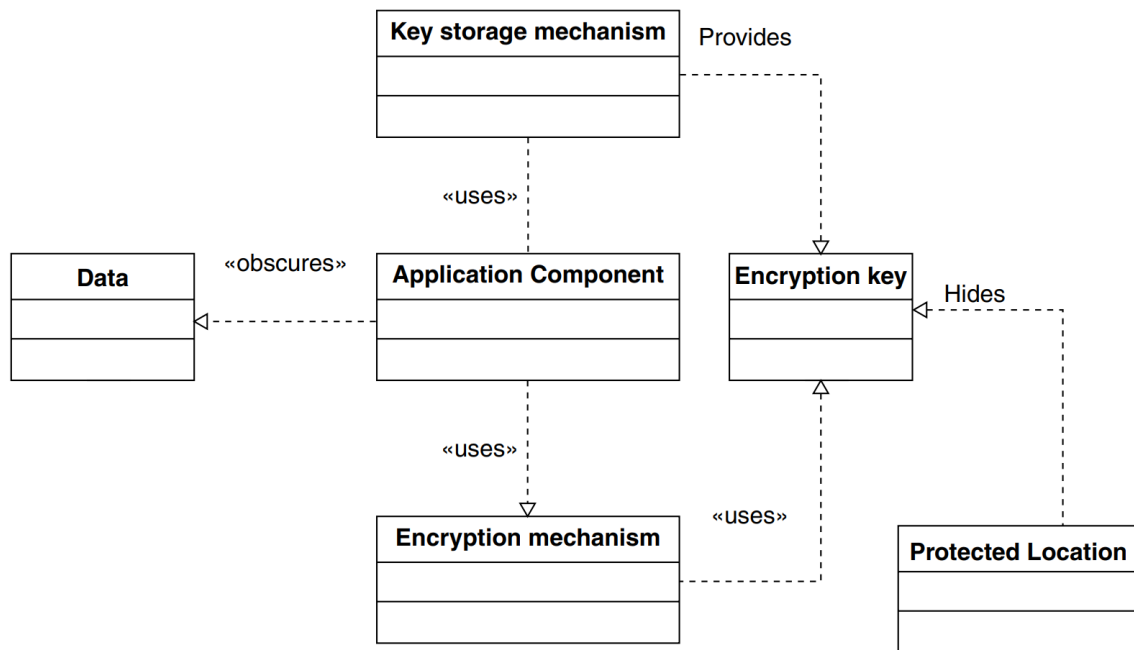 Key storage mechanism
Provides
«uses»
Data
«obscures»
Application Component
Encryption key
Hides
«uses»
Encryption mechanism
«uses»
Protected Location